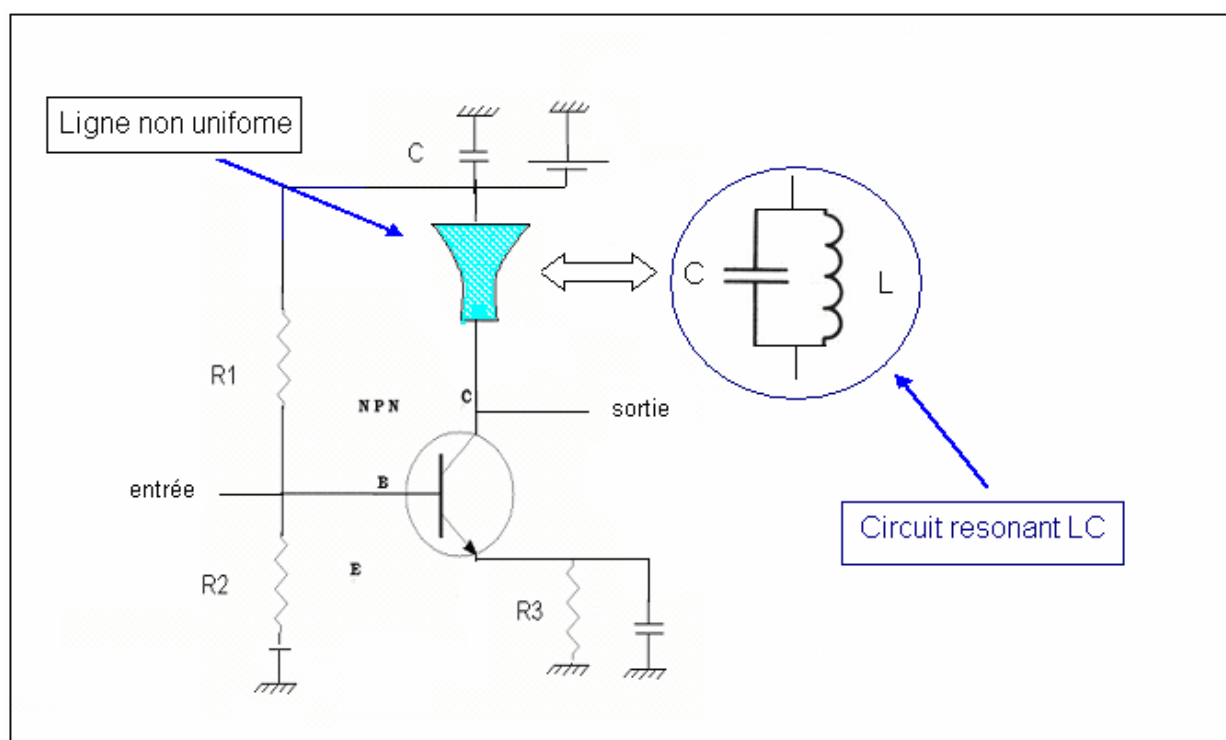 Ligne non unifome
C
C
L
R1
NPN
C
sortie
entrée
B
Circuit resonant LC
E
R2
R3